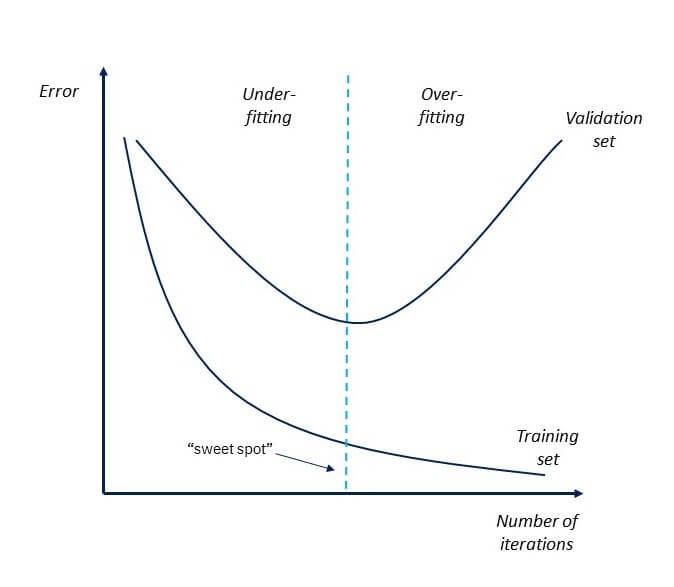 Error
Under-
fitting
Over-
fitting
Validation
set
“sweet spot”
Training
set
Number of
iterations